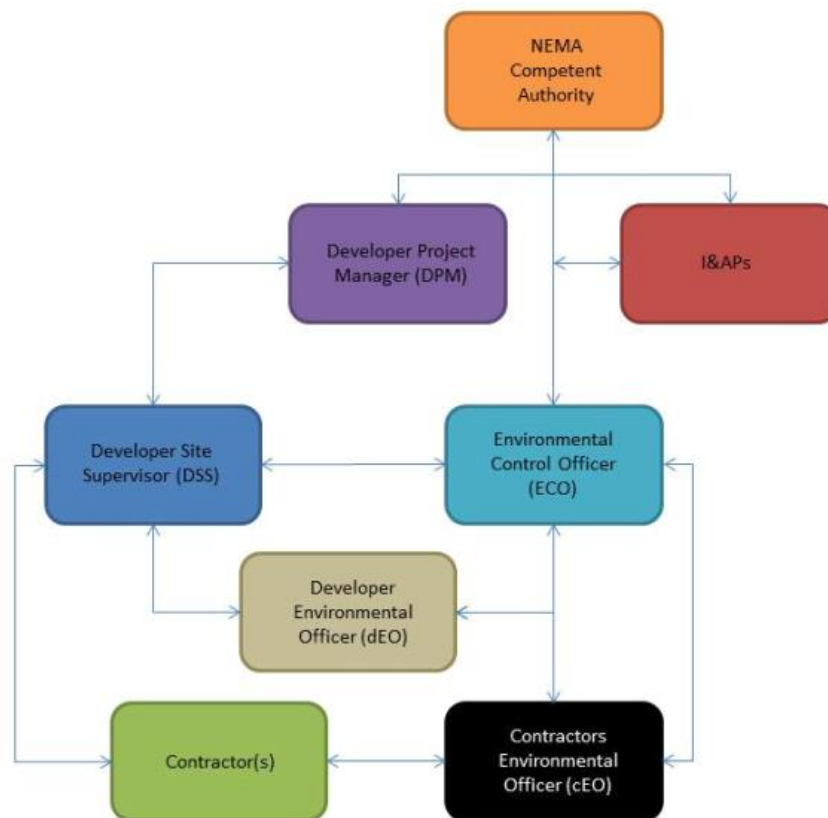 NEMA
Competent
Authority
Developer Project
Manager (DPM)
I&APs
Developer Site
Supervisor (DSS)
Environmental
Control Officer
(ECO)
Developer
Environmental
Officer (dEO)
Contractor(s)
Contractors
Environmental
Officer (cEO)